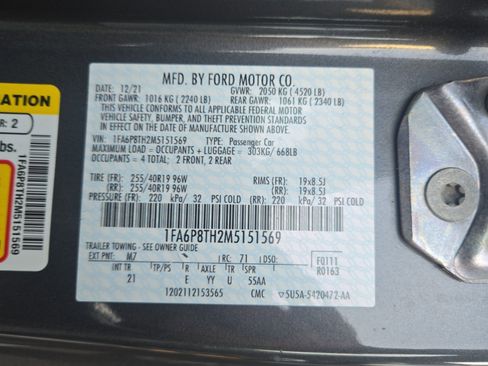 MFD. BY FORD MOTOR CO.
DATE: 12/21 GVWR: 2050 KG ( 4520 LB)
FRONT GAWR: 1016 KG ( 2240 LB) REAR GAWR: 1061 KG ( 2340 LB)
THIS VEHICLE CONFORMS TO ALL APPLICABLE FEDERAL MOTOR
VEHICLE SAFETY, BUMPER, AND THEFT PREVENTION STANDARDS
IN EFFECT ON THE DATE OF MANUFACTURE SHOWN ABOVE.
VIN: 1FA6P8TH2M5151569 TYPE: Passenger Car
MAXIMUM LOAD = OCCUPANTS + LUGGAGE = 303KG/ 668LB
OCCUPANTS = 4 TOTAL: 2 FRONT, 2 REAR
TIRE (FR): 255/40R19 96W RIMS (FR): 19x8.5J
TIRE (RR): 255/40R19 96W (RR): 19x8.5J
PRESSURE (FR): 220 kPa/ 32 PSI COLD (RR): 220 kPa/ 32 PSI COLD
1FA6P8TH2M5151569
TRAILER TOWING - SEE OWNER GUIDE
EXT PNT: M7 RC: 71 DSO: F0111
R0163
INT TR TP/PS R AXLE TR SPR
21 E YY U 55AA
1202112153565 CMC 5U5A-5420472-AA
ATION
R: 2
bs.
1FA6P8TH2M5151569